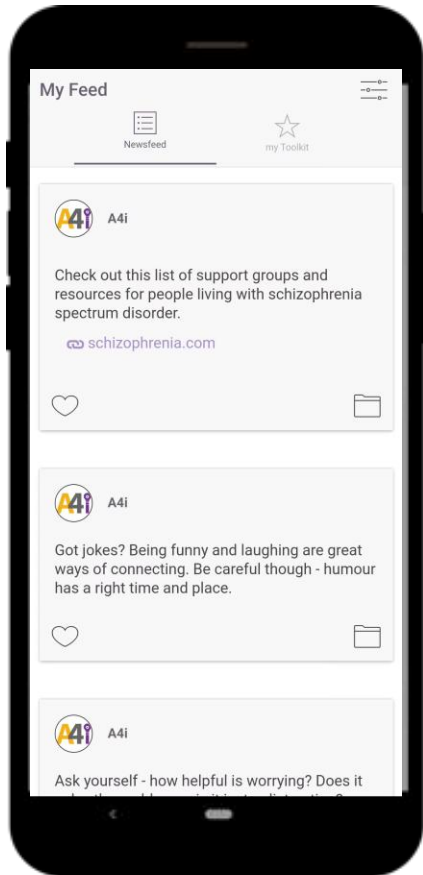 My Feed
Newsfeed
my Toolkit
A4i A4i
Check out this list of support groups and
resources for people living with schizophrenia
spectrum disorder.
schizophrenia.com
A4i A4i
Got jokes? Being funny and laughing are great
ways of connecting. Be careful though - humour
has a right time and place.
A4i A4i
Ask yourself - how helpful is worrying? Does it